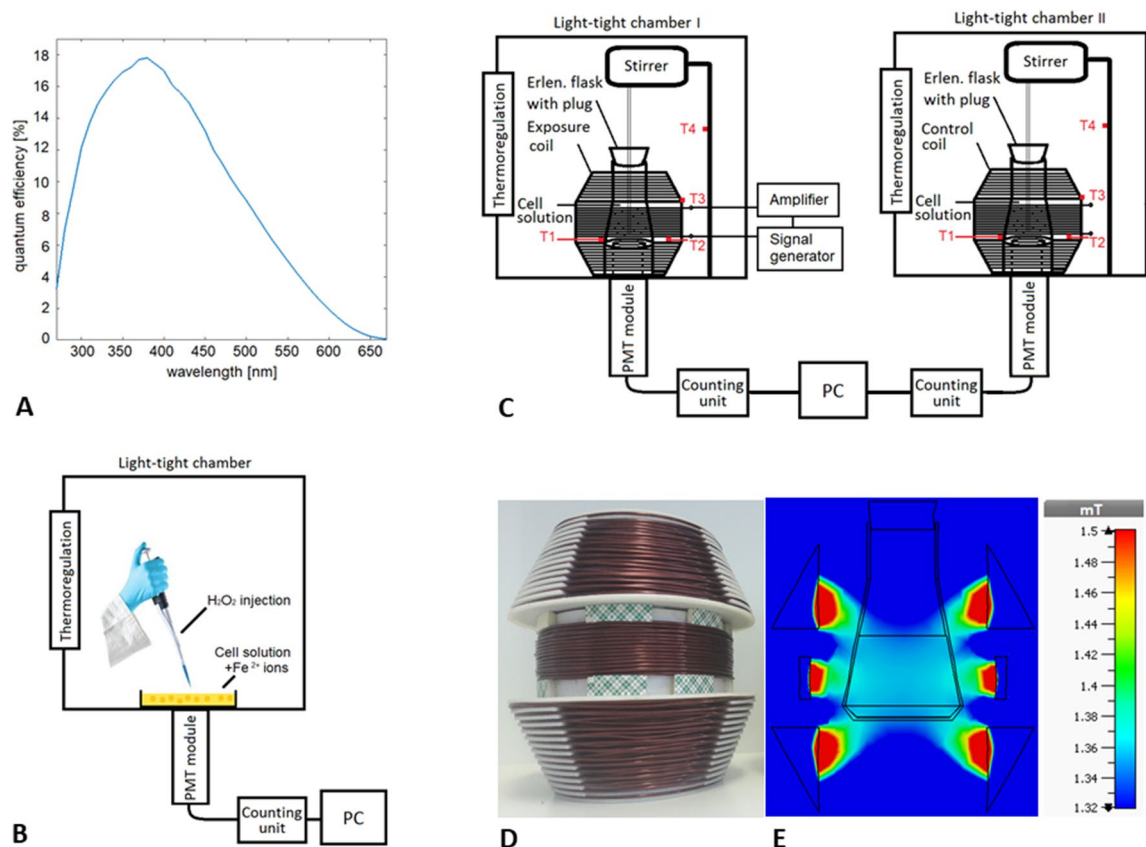 18
16
14
12
10
8
6
4
2
0
quantum efficiency [%]
300 350 400 450 500 550 600 650
wavelength [nm]
A
Light-tight chamber
Thermoregulation
H2O2 injection
Cell solution
+Fe 2+ ions
PMT module
Counting
unit
PC
B
Light-tight chamber I
Thermoregulation
Stirrer
Erlen. flask
with plug
Exposure
coil
T4
T3
Cell
solution
T1
T2
Amplifier
Signal
generator
PMT module
Counting
unit
PC
Light-tight chamber II
Thermoregulation
Stirrer
Erlen. flask
with plug
Control
coil
T4
T3
Cell
solution
T1
T2
PMT module
Counting
unit
C
D
E
mT
1.5
1.48
1.46
1.44
1.42
1.4
1.38
1.36
1.34
1.32